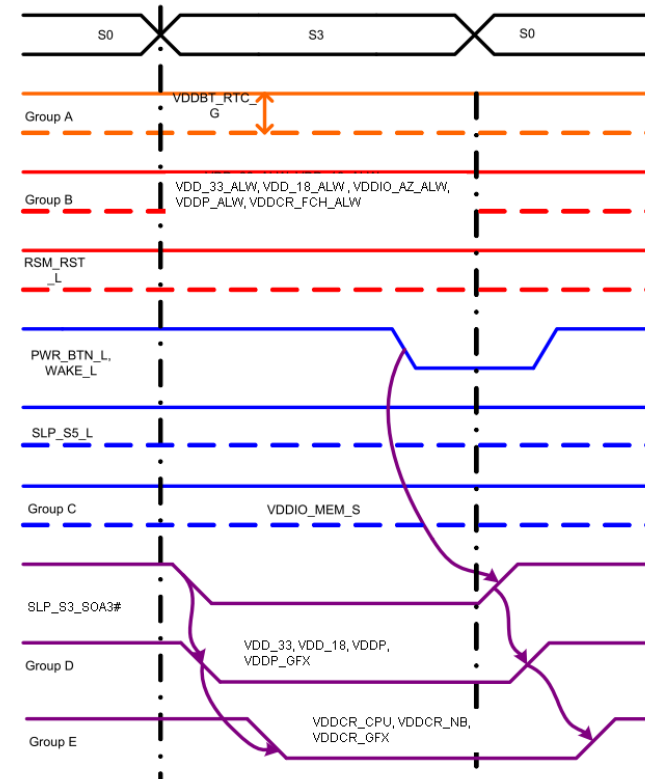 S0 S3 S0
VDDBT_RTC_
G
Group A
VDD_33_ALW, VDD_18_ALW , VDDIO_AZ_ALW,
VDDP_ALW, VDDCR_FCH_ALW
Group B
RSM_RST
_L
PWR_BTN_L,
WAKE_L
SLP_S5_L
Group C VDDIO_MEM_S
SLP_S3_SOA3#
VDD_33, VDD_18, VDDP,
VDDP_GFX
Group D
VDDCR_CPU, VDDCR_NB,
VDDCR_GFX
Group E